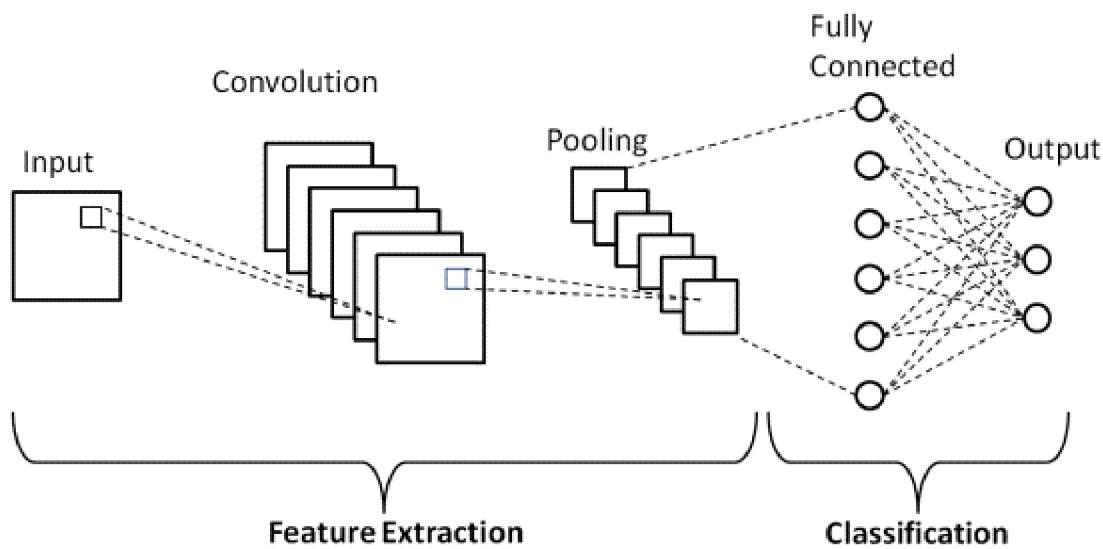 Fully
Connected
Convolution
Pooling
Input
Output
Feature Extraction
Classification